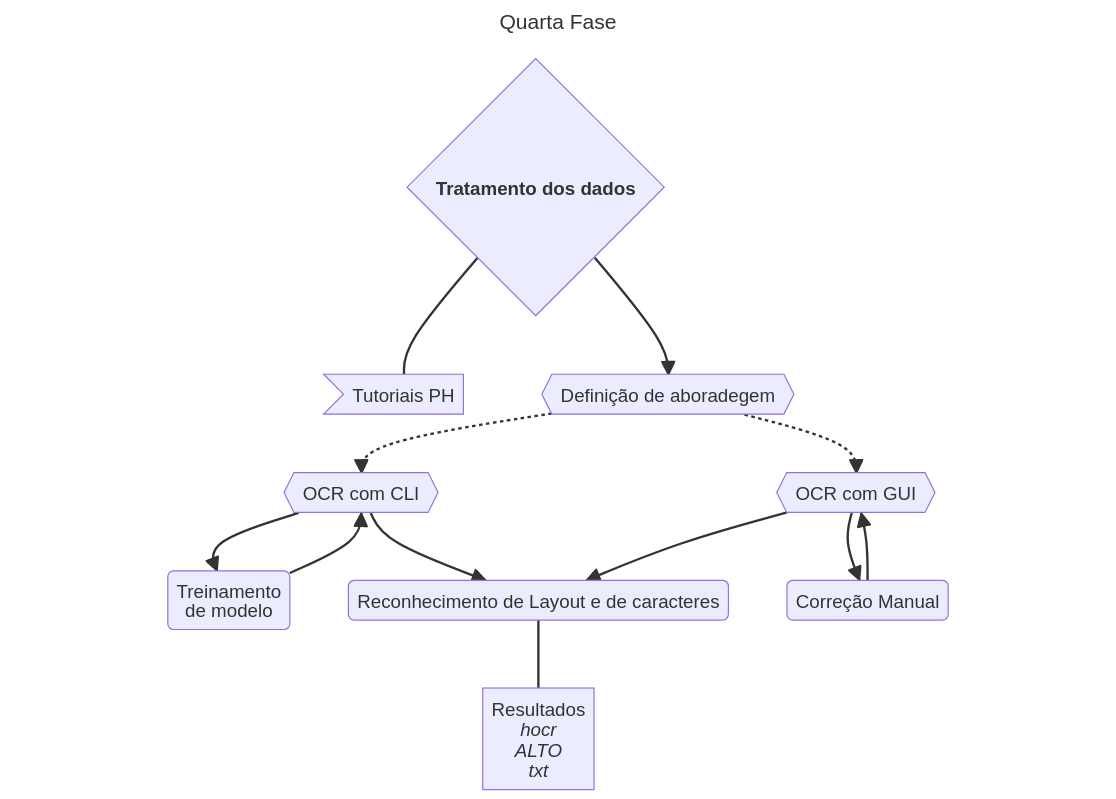 Quarta Fase
Tratamento dos dados
Tutoriais PH
Definição de aboradegem
OCR com CLI
OCR com GUI
Treinamento
de modelo
Reconhecimento de Layout e de caracteres
Correção Manual
Resultados
hocr
ALTO
txt